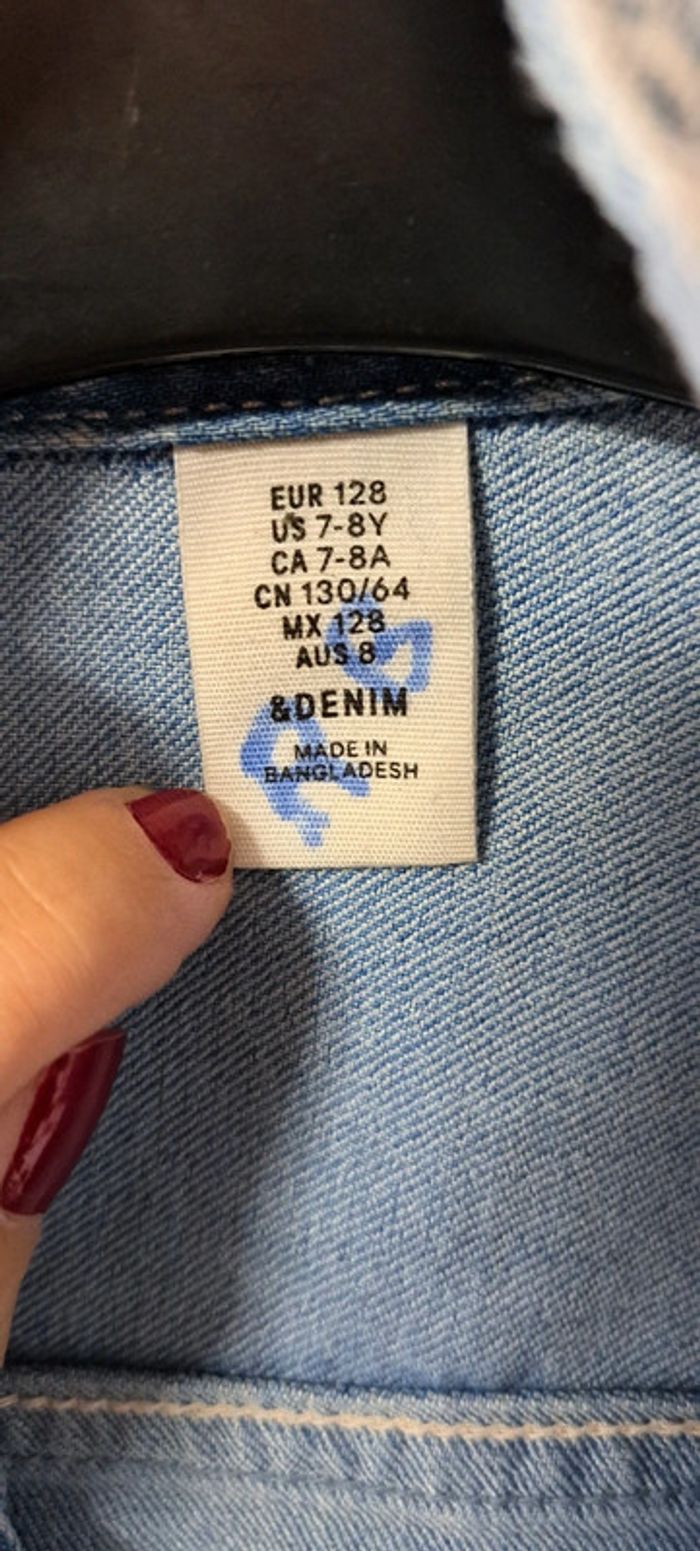 EUR 128
US 7-8Y
CA 7-8A
CN 130/64
MX 128
AUS 8
&DENIM
MADE IN
BANGLADESH